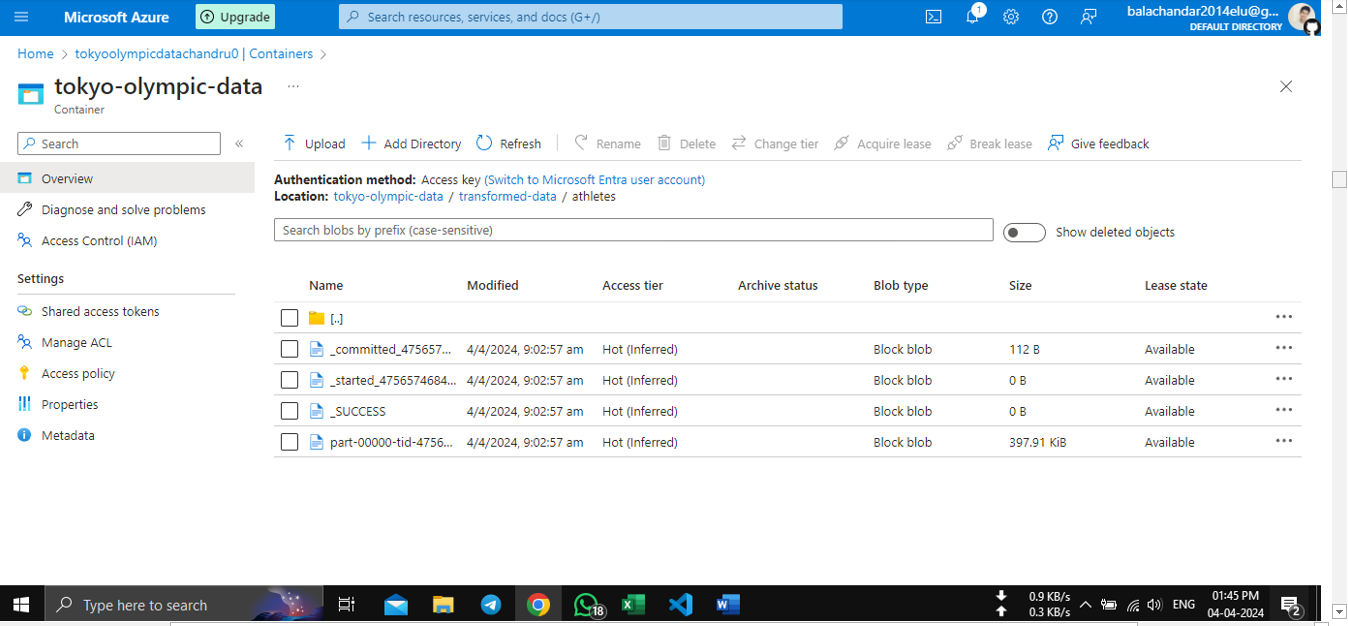 Microsoft Azure
Upgrade
Search resources, services, and docs (G+/)
1
balachandar2014elu@g...
DEFAULT DIRECTORY
Home > tokyoolympicdatachandru0 | Containers >
tokyo-olympic-data ...
Container
Search «
Upload Add Directory Refresh Rename Delete Change tier Acquire lease Break lease Give feedback
Overview
Diagnose and solve problems
Access Control (IAM)
Settings
Shared access tokens
Manage ACL
Access policy
Properties
Metadata
Authentication method: Access key (Switch to Microsoft Entra user account)
Location: tokyo-olympic-data / transformed-data / athletes
Search blobs by prefix (case-sensitive)
Show deleted objects
Name Modified Access tier Archive status Blob type Size Lease state
[..]
_committed_475657... 4/4/2024, 9:02:57 am Hot (Inferred) Block blob 112 B Available
_started_4756574684... 4/4/2024, 9:02:57 am Hot (Inferred) Block blob 0 B Available
_SUCCESS 4/4/2024, 9:02:57 am Hot (Inferred) Block blob 0 B Available
part-00000-tid-4756... 4/4/2024, 9:02:57 am Hot (Inferred) Block blob 397.91 KiB Available
Type here to search
18
0.9 KB/s
0.3 KB/s
ENG
01:45 PM
04-04-2024
2